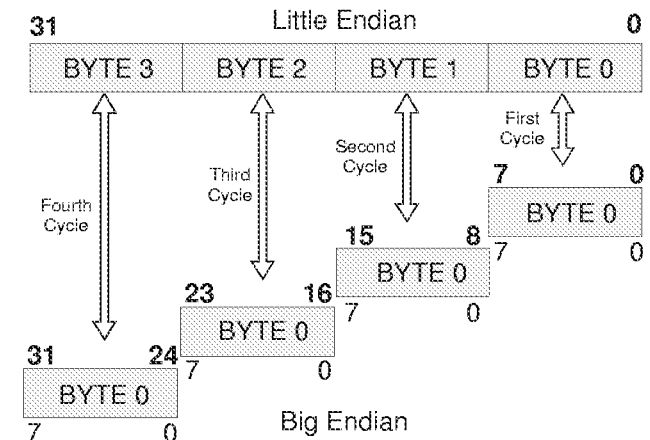 31 Little Endian 0
BYTE 3 BYTE 2 BYTE 1 BYTE 0
First
Cycle
Second
Cycle
Third
Cycle
Fourth
Cycle
7 0
BYTE 0
7 0
15 8
BYTE 0
7 0
23 16
BYTE 0
7 0
31 24
BYTE 0
7 0
Big Endian